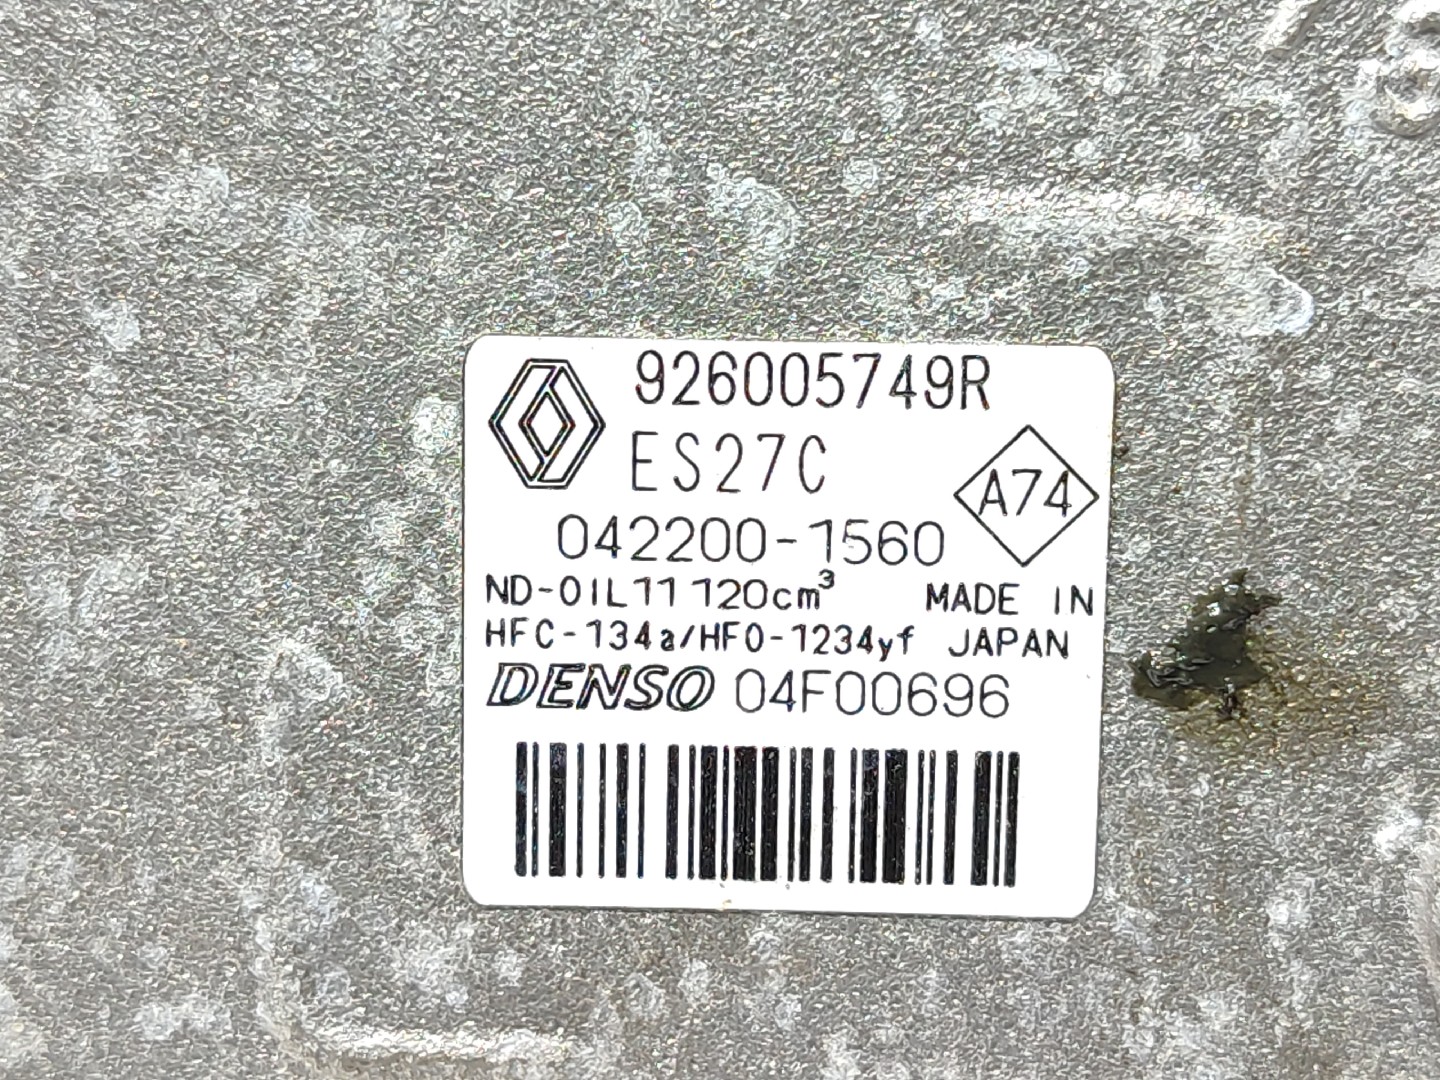 926005749R
ES27C
A74
042200-1560
ND-OIL11 120cm³ MADE IN
HFC-134a/HFO-1234yf JAPAN
DENSO 04F00696